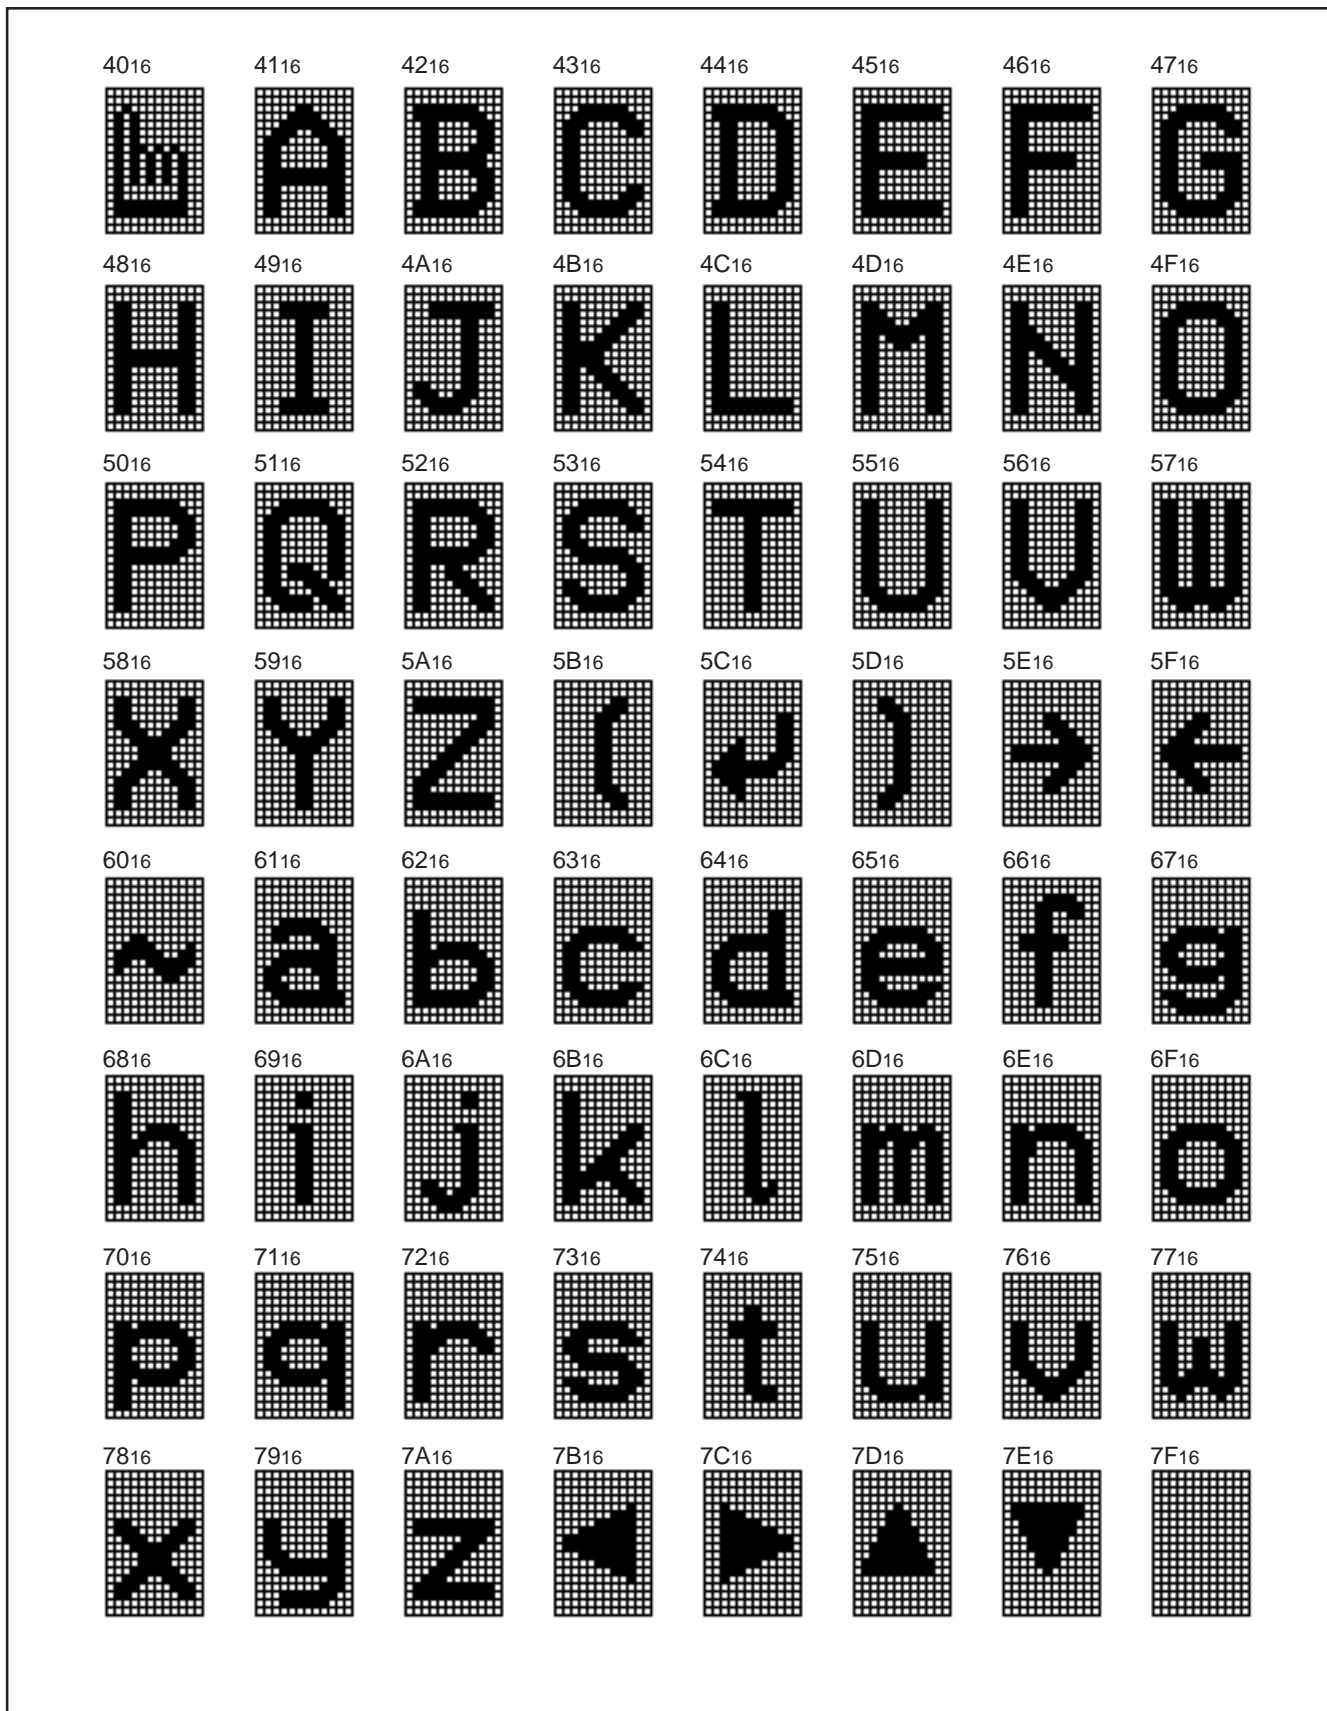 4016 4116 4216 4316 4416 4516 4616 4716
A B C D E F G
4816 4916 4A16 4B16 4C16 4D16 4E16 4F16
H I J K L M N O
5016 5116 5216 5316 5416 5516 5616 5716
P Q R S T U V W
5816 5916 5A16 5B16 5C16 5D16 5E16 5F16
X Y Z ( ↲ ) → ←
6016 6116 6216 6316 6416 6516 6616 6716
~ a b c d e f g
6816 6916 6A16 6B16 6C16 6D16 6E16 6F16
h i j k l m n o
7016 7116 7216 7316 7416 7516 7616 7716
p q r s t u v w
7816 7916 7A16 7B16 7C16 7D16 7E16 7F16
x y z ◀ ▶ ▲ ▼